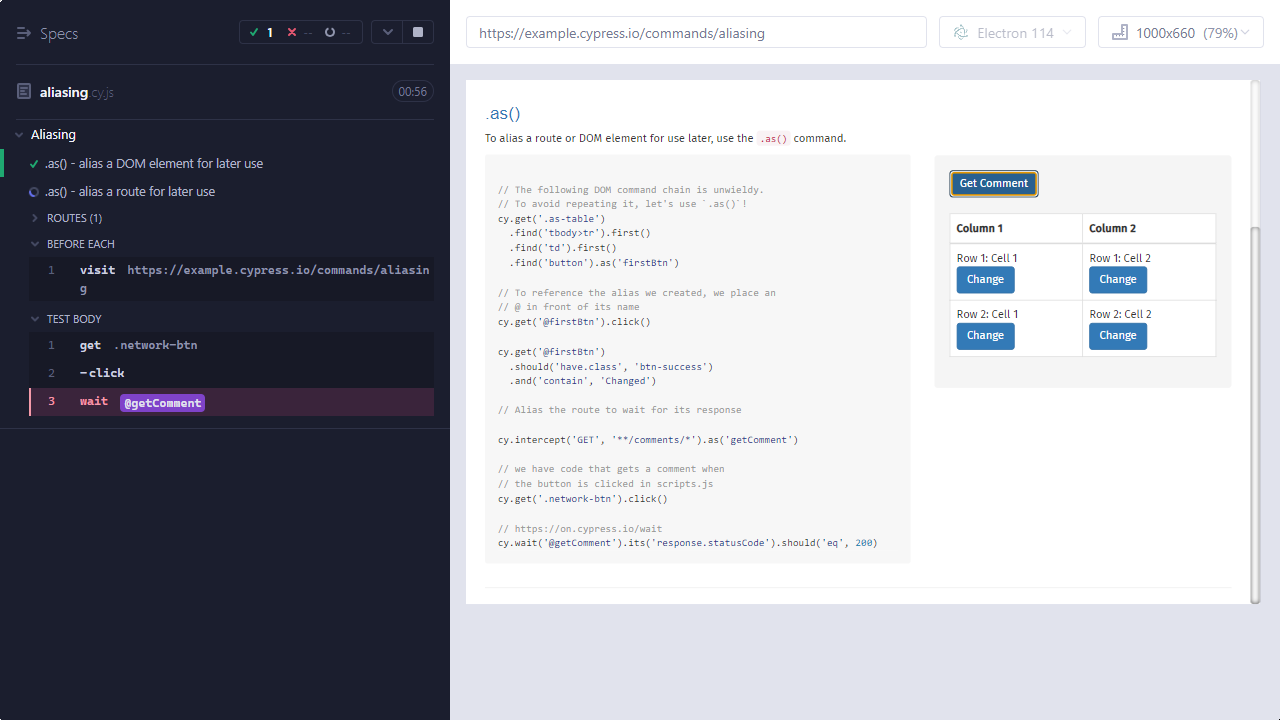 Specs
1
--
--
aliasing.cy.js
00:56
Aliasing
.as() - alias a DOM element for later use
.as() - alias a route for later use
ROUTES (1)
BEFORE EACH
1 visit https://example.cypress.io/commands/aliasin
g
TEST BODY
1 get .network-btn
2 -click
3 wait @getComment
https://example.cypress.io/commands/aliasing
Electron 114
1000x660 (79%)
.as()
To alias a route or DOM element for use later, use the .as() command.
// The following DOM command chain is unwieldy.
// To avoid repeating it, let's use `.as()`!
cy.get('.as-table')
.find('tbody>tr').first()
.find('td').first()
.find('button').as('firstBtn')
// To reference the alias we created, we place an
// @ in front of its name
cy.get('@firstBtn').click()
cy.get('@firstBtn')
.should('have.class', 'btn-success')
.and('contain', 'Changed')
// Alias the route to wait for its response
cy.intercept('GET', '**/comments/*').as('getComment')
// we have code that gets a comment when
// the button is clicked in scripts.js
cy.get('.network-btn').click()
// https://on.cypress.io/wait
cy.wait('@getComment').its('response.statusCode').should('eq', 200)
Get Comment
Column 1 Column 2
Row 1: Cell 1 Row 1: Cell 2
Change Change
Row 2: Cell 1 Row 2: Cell 2
Change Change